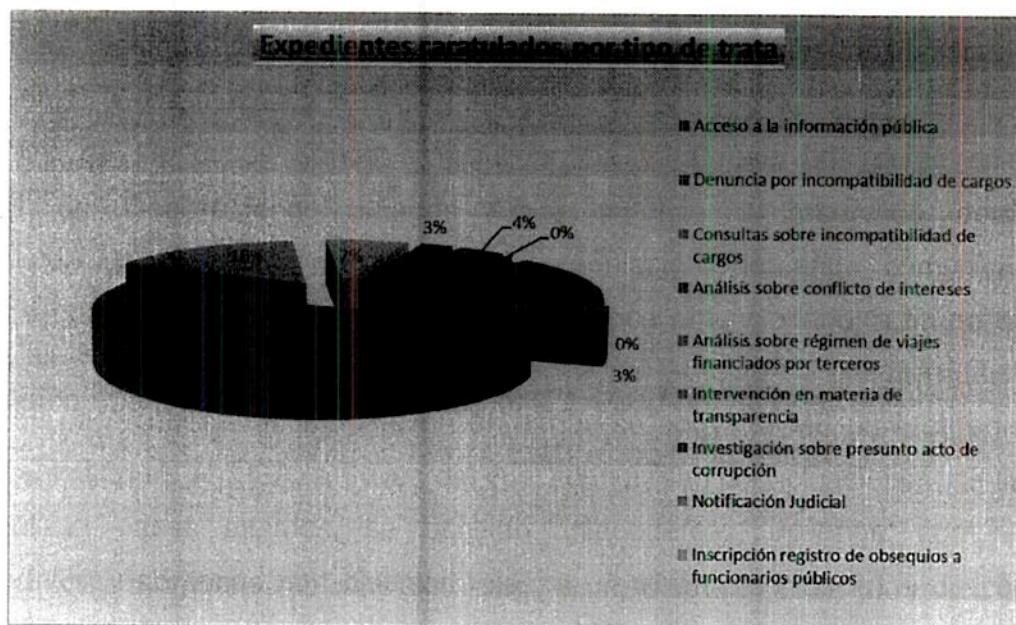 Expedientes caratulados por tipo de trata
Acceso a la información pública
Denuncia por incompatibilidad de cargos
Consultas sobre incompatibilidad de
cargos
Análisis sobre conflicto de intereses
Análisis sobre régimen de viajes
financiados por terceros
Intervención en materia de
transparencia
Investigación sobre presunto acto de
corrupción
Notificación Judicial
Inscripción registro de obsequios a
funcionarios públicos
7%
3%
4%
0%
0%
3%